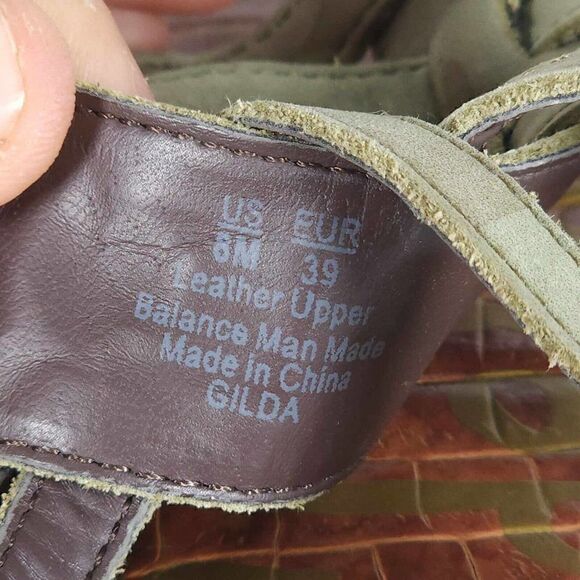 US EUR
8M 39
Leather Upper
Balance Man Made
Made in China
GILDA